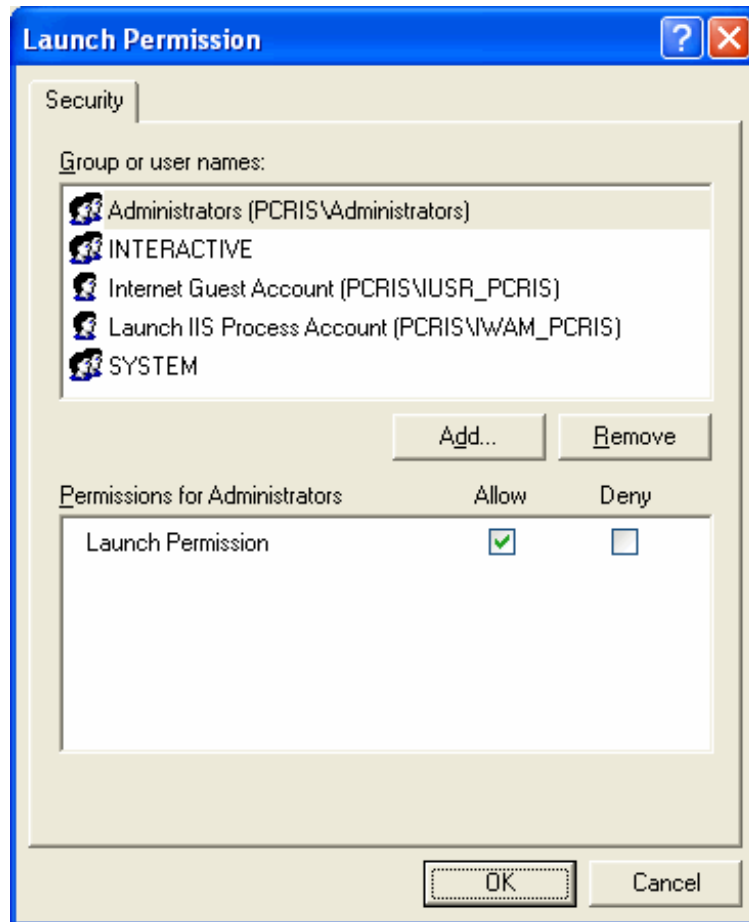 Launch Permission
Security
Group or user names:
Administrators (PCRIS\Administrators)
INTERACTIVE
Internet Guest Account (PCRIS\IUSR_PCRIS)
Launch IIS Process Account (PCRIS\IWAM_PCRIS)
SYSTEM
Add... Remove
Permissions for Administrators Allow Deny
Launch Permission
OK Cancel